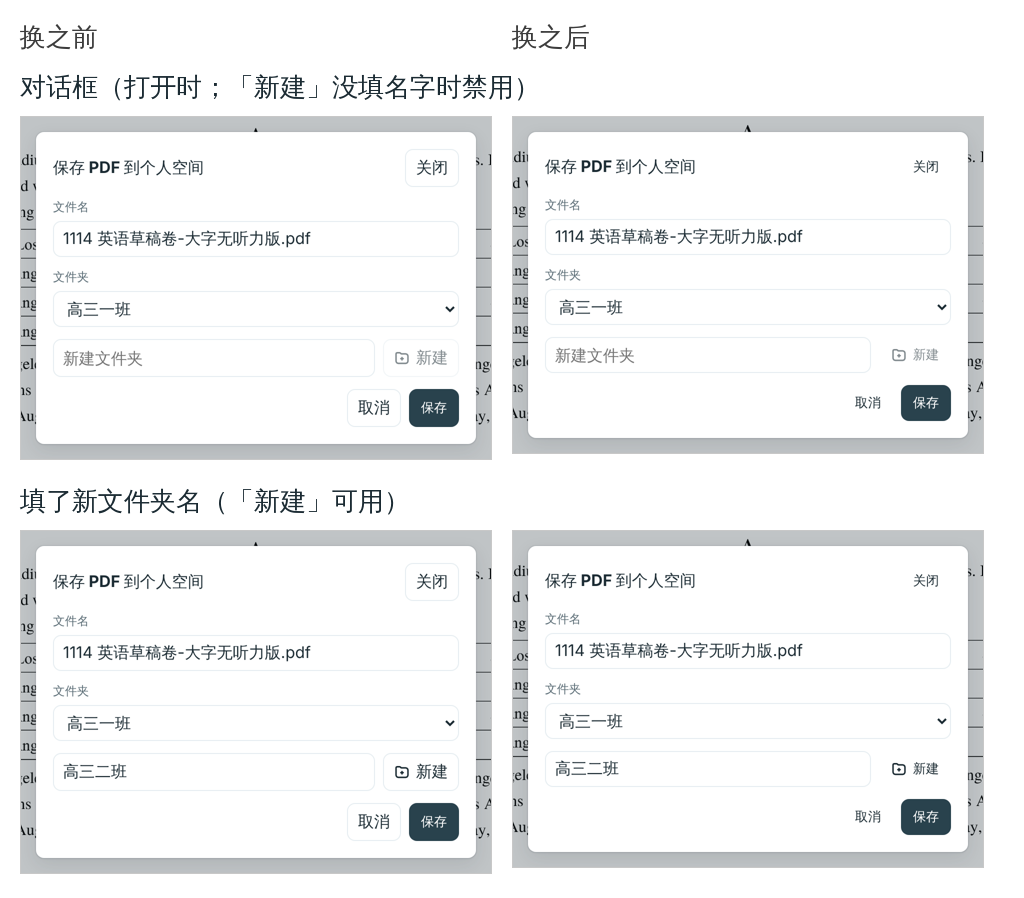 换之前
换之后
对话框（打开时；「新建」没填名字时禁用）
保存 PDF 到个人空间
关闭
文件名
1114 英语草稿卷-大字无听力版.pdf
文件夹
高三一班
新建文件夹
新建
取消
保存
保存 PDF 到个人空间
关闭
文件名
1114 英语草稿卷-大字无听力版.pdf
文件夹
高三一班
新建文件夹
新建
取消
保存
填了新文件夹名（「新建」可用）
保存 PDF 到个人空间
关闭
文件名
1114 英语草稿卷-大字无听力版.pdf
文件夹
高三一班
高三二班
新建
取消
保存
保存 PDF 到个人空间
关闭
文件名
1114 英语草稿卷-大字无听力版.pdf
文件夹
高三一班
高三二班
新建
取消
保存